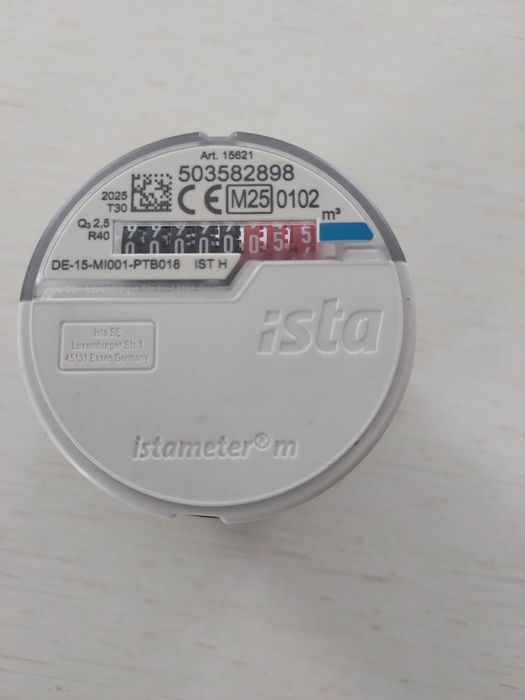 Art. 15621
503582898
2025
T30
CE M25 0102
m³
Q₃ 2,5
R40
00000055
DE-15-MI001-PTB018 IST H
ista
ista SE
Luxemburger Str. 1
45131 Essen Germany
istameter® m